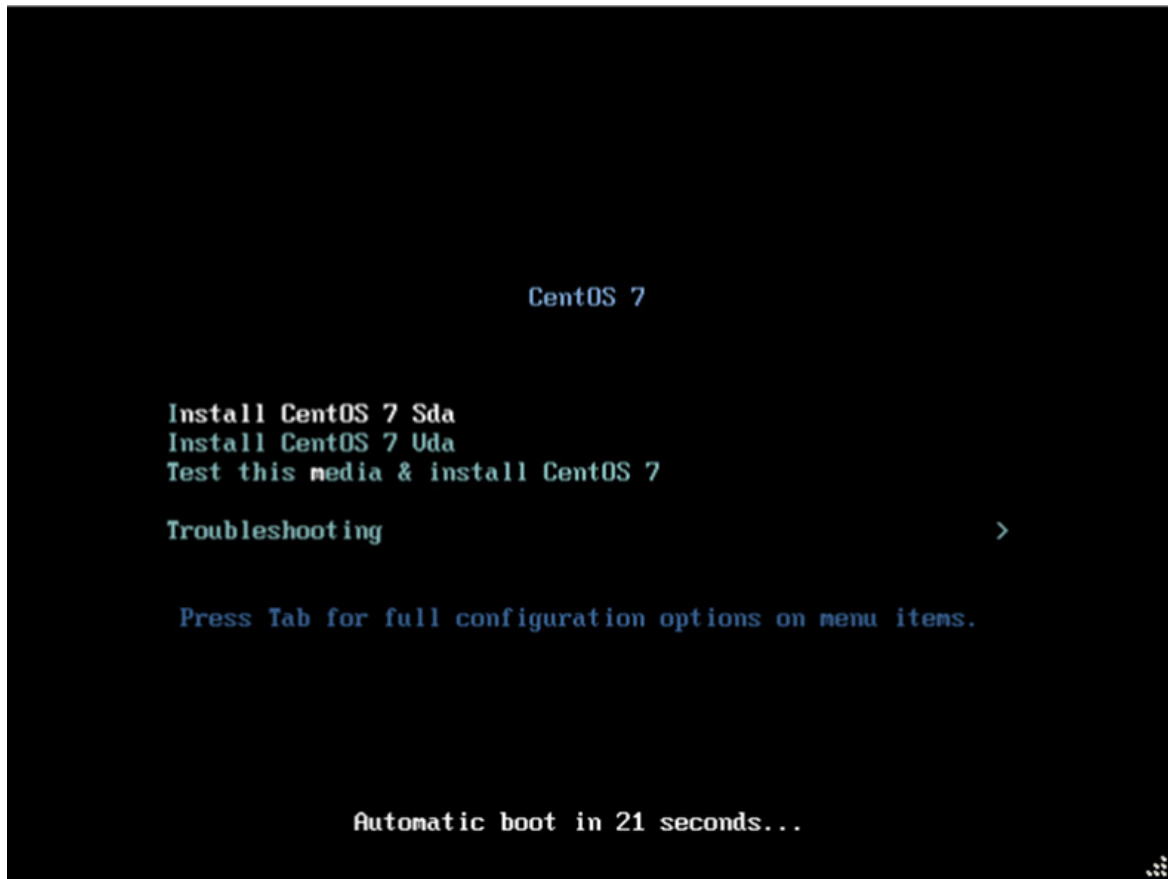 CentOS 7
Install CentOS 7 Sda
Install CentOS 7 Vda
Test this media & install CentOS 7
Troubleshooting >
Press Tab for full configuration options on menu items.
Automatic boot in 21 seconds...